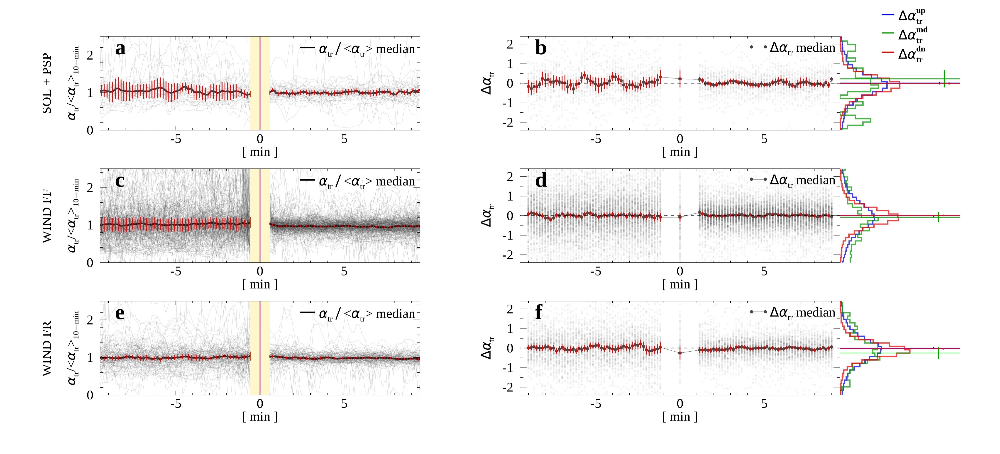 Δα_tr^up
Δα_tr^md
Δα_tr^dn
SOL + PSP
α_tr/<α_tr>_10−min
a
α_tr / <α_tr> median
2
1
0
-5 0 5
[ min ]
Δα_tr
b
Δα_tr median
2
1
0
-1
-2
-5 0 5
[ min ]
WIND FF
α_tr/<α_tr>_10−min
c
α_tr / <α_tr> median
2
1
0
-5 0 5
[ min ]
Δα_tr
d
Δα_tr median
2
1
0
-1
-2
-5 0 5
[ min ]
WIND FR
α_tr/<α_tr>_10−min
e
α_tr / <α_tr> median
2
1
0
-5 0 5
[ min ]
Δα_tr
f
Δα_tr median
2
1
0
-1
-2
-5 0 5
[ min ]